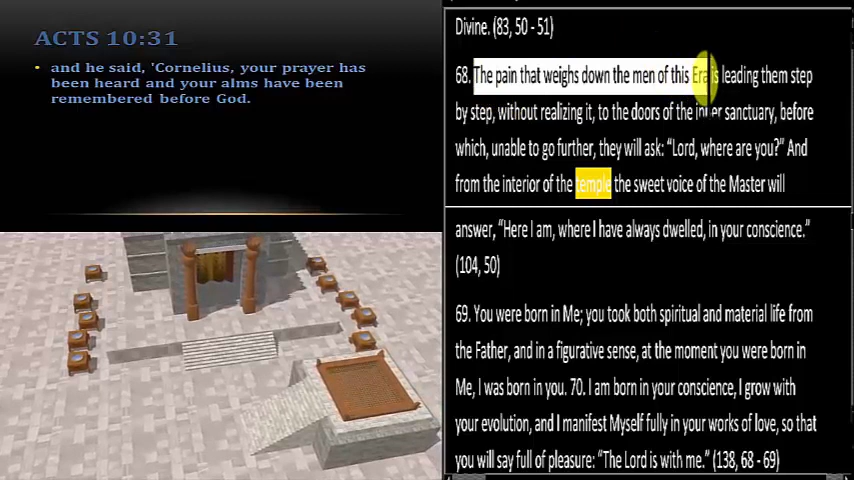 ACTS 10:31
• and he said, 'Cornelius, your prayer has
been heard and your alms have been
remembered before God.
Divine. (83, 50 - 51)
68. The pain that weighs down the men of this Era is leading them step
by step, without realizing it, to the doors of the inner sanctuary, before
which, unable to go further, they will ask: “Lord, where are you?” And
from the interior of the temple the sweet voice of the Master will
answer, “Here I am, where I have always dwelled, in your conscience.”
(104, 50)
69. You were born in Me; you took both spiritual and material life from
the Father, and in a figurative sense, at the moment you were born in
Me, I was born in you. 70. I am born in your conscience, I grow with
your evolution, and I manifest Myself fully in your works of love, so that
you will say full of pleasure: “The Lord is with me.” (138, 68 - 69)